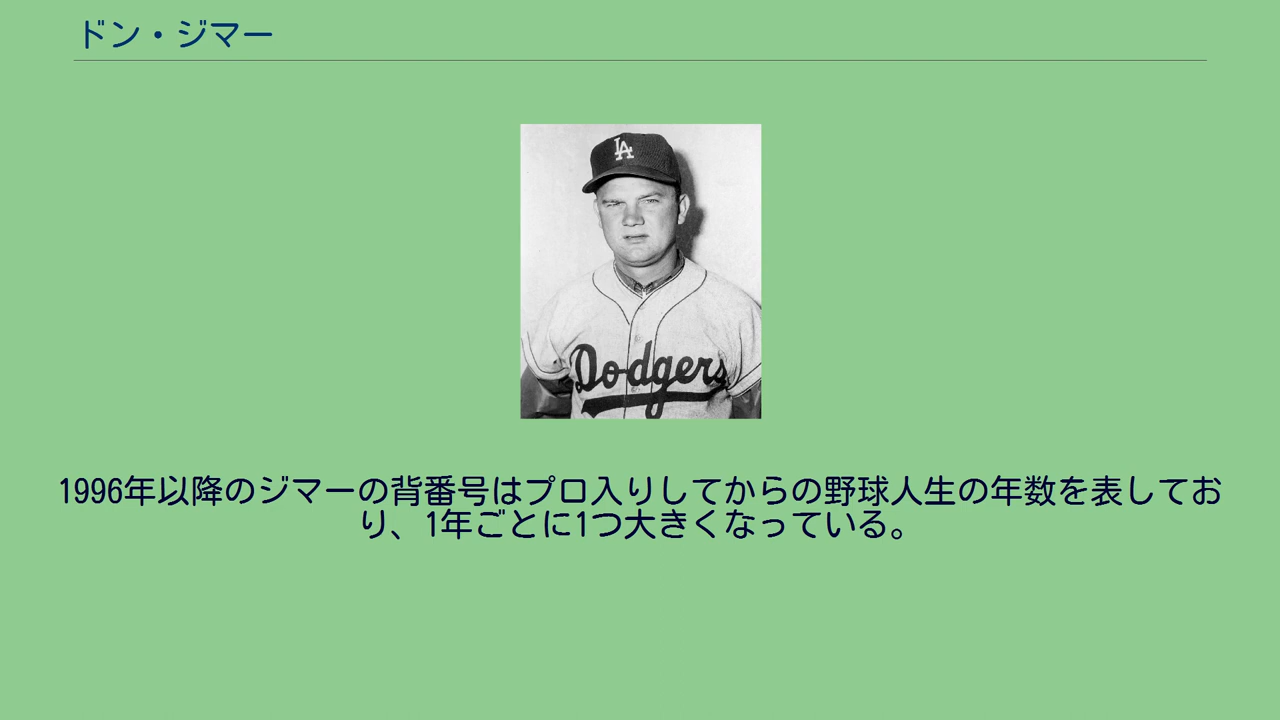 ドン・ジマー
LA
Dodgers
1996年以降のジマーの背番号はプロ入りしてからの野球人生の年数を表してお
り、1年ごとに1つ大きくなっている。